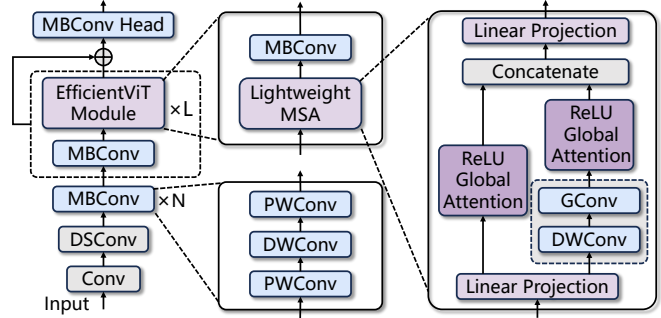 MBConv Head
EfficientViT
Module
×L
MBConv
MBConv
×N
DSConv
Conv
Input
MBConv
Lightweight
MSA
PWConv
DWConv
PWConv
Linear Projection
Concatenate
ReLU
Global
Attention
ReLU
Global
Attention
GConv
DWConv
Linear Projection